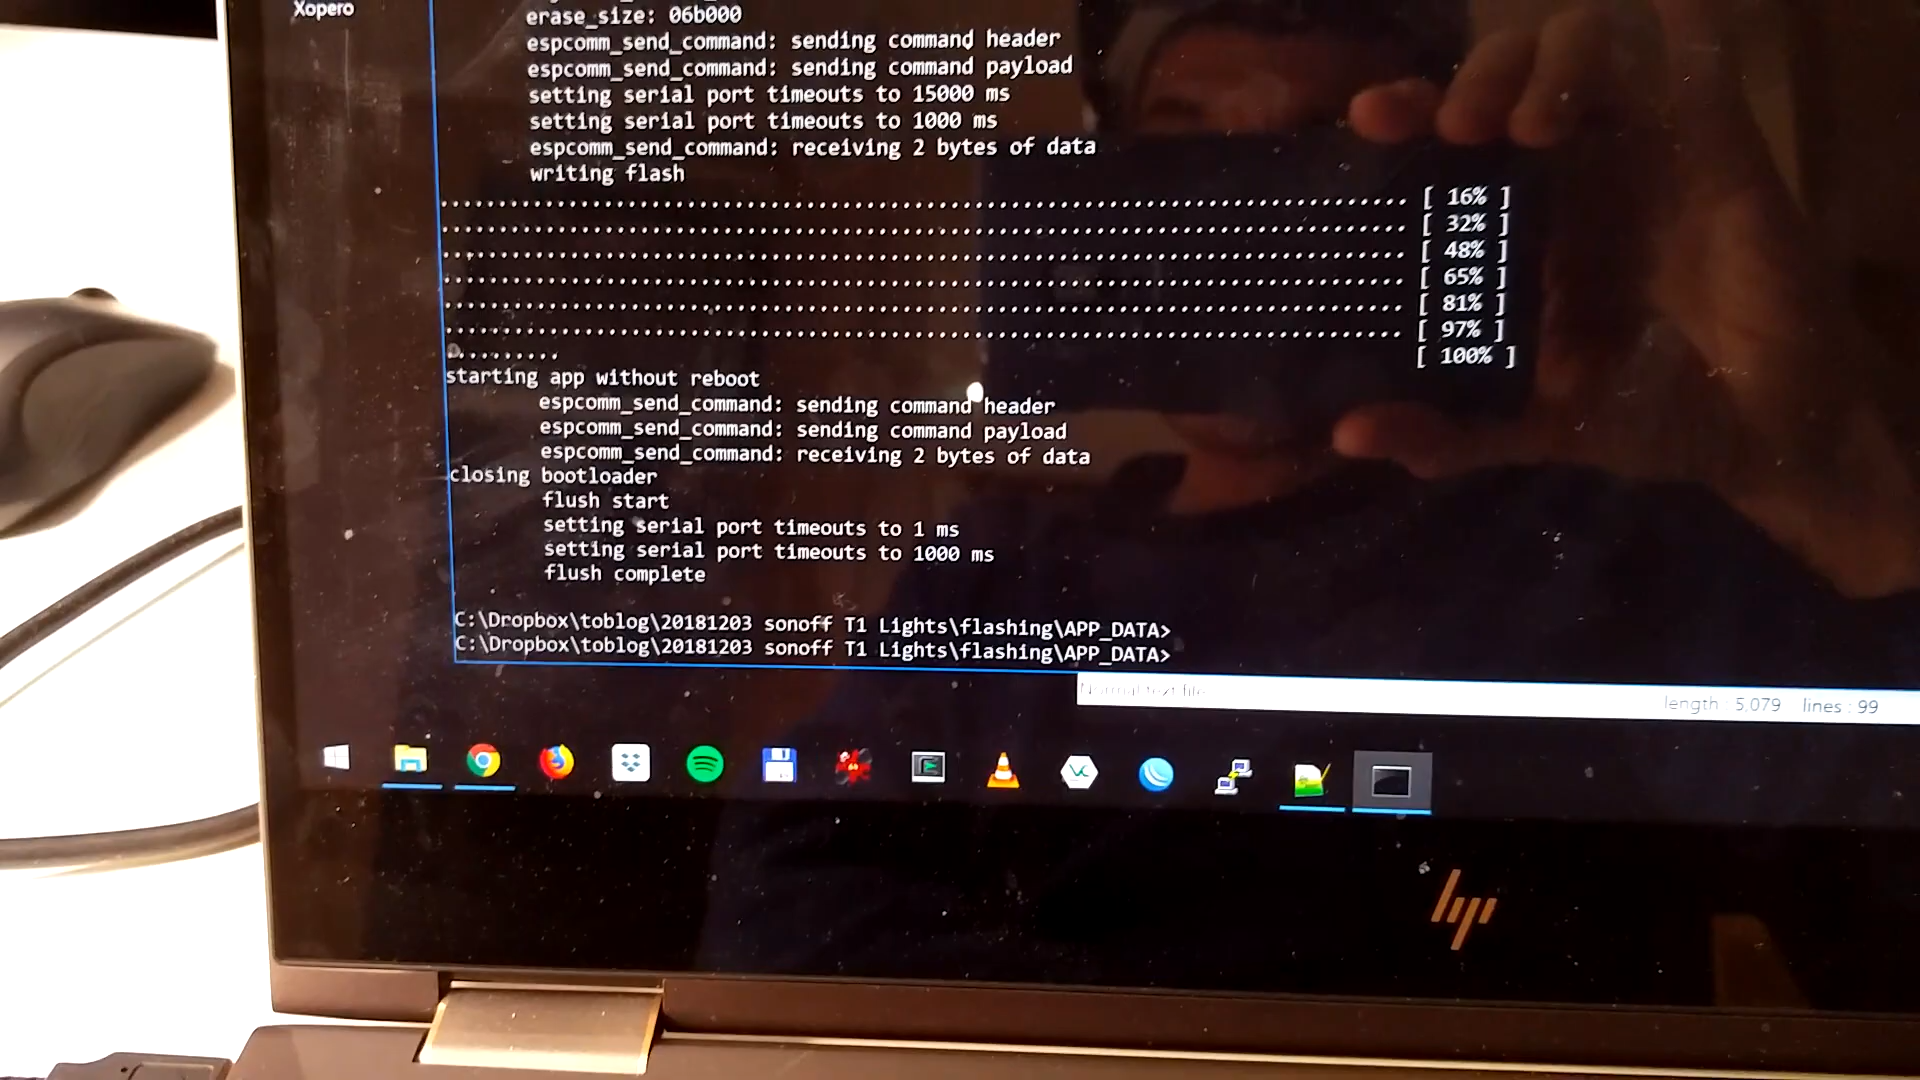 Xopero
erase_size: 06b000
espcomm_send_command: sending command header
espcomm_send_command: sending command payload
setting serial port timeouts to 15000 ms
setting serial port timeouts to 1000 ms
espcomm_send_command: receiving 2 bytes of data
writing flash
................................................................................ [ 16% ]
................................................................................ [ 32% ]
................................................................................ [ 48% ]
................................................................................ [ 65% ]
................................................................................ [ 81% ]
................................................................................ [ 97% ]
.......... [ 100% ]
starting app without reboot
espcomm_send_command: sending command header
espcomm_send_command: sending command payload
espcomm_send_command: receiving 2 bytes of data
closing bootloader
flush start
setting serial port timeouts to 1 ms
setting serial port timeouts to 1000 ms
flush complete
C:\Dropbox\toblog\20181203 sonoff T1 Lights\flashing\APP_DATA>
C:\Dropbox\toblog\20181203 sonoff T1 Lights\flashing\APP_DATA>
Normal text file
length : 5,079 lines : 99
hp